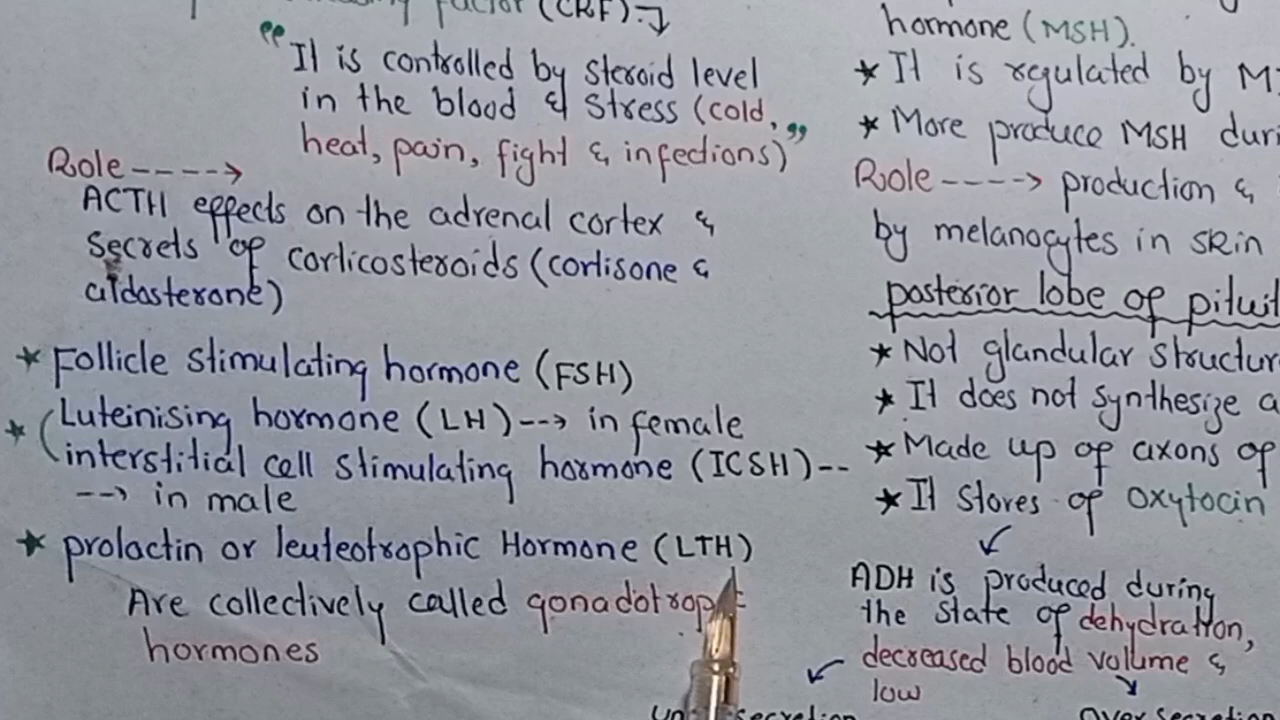 factor (CRF):
"It is controlled by steroid level
in the blood & stress (cold,
heat, pain, fight & infections)"
Role ---->
ACTH effects on the adrenal cortex &
secrets of corlicosteroids (cortisone &
aldosterone)
* Follicle stimulating hormone (FSH)
* (Luteinising hormone (LH) --> in female
(interstitial cell stimulating hormone (ICSH)--
--> in male
* prolactin or leuteotrophic Hormone (LTH)
Are collectively called
hormones
hormone (MSH).
* It is regulated by
* More produce MSH
Role ----> production &
by melanocytes in skin
posterior lobe of
* Not glandular
* It does not synthesize
* Made up of axons of
* It stores of oxytocin
ADH is produced during
the state of dehydration,
decreased blood volume &
low
over secretion